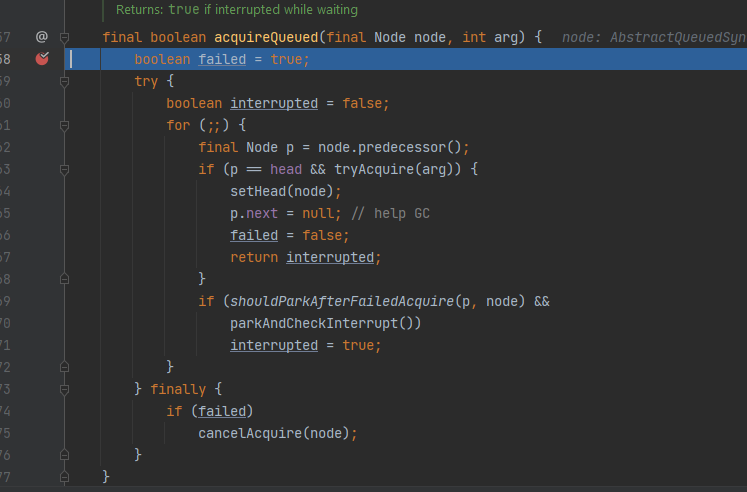 Returns: true if interrupted while waiting
57 @ final boolean acquireQueued(final Node node, int arg) { node: AbstractQueuedSyn
58 boolean failed = true;
59 try {
60 boolean interrupted = false;
61 for (;;) {
62 final Node p = node.predecessor();
63 if (p == head && tryAcquire(arg)) {
64 setHead(node);
65 p.next = null; // help GC
66 failed = false;
67 return interrupted;
68 }
69 if (shouldParkAfterFailedAcquire(p, node) &&
70 parkAndCheckInterrupt())
71 interrupted = true;
72 }
73 } finally {
74 if (failed)
75 cancelAcquire(node);
76 }
77 }